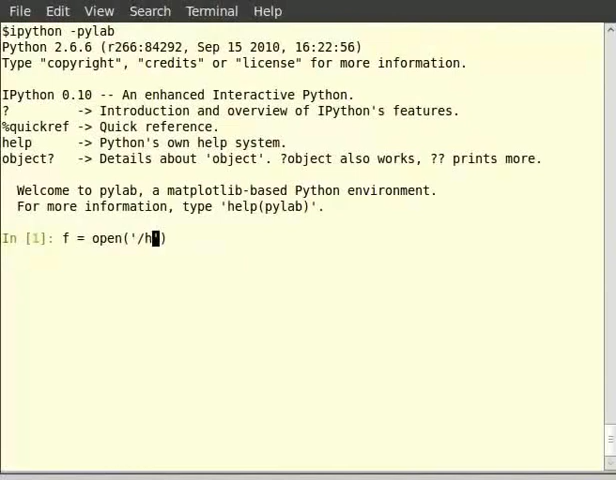 File Edit View Search Terminal Help
$ipython -pylab
Python 2.6.6 (r266:84292, Sep 15 2010, 16:22:56)
Type "copyright", "credits" or "license" for more information.
IPython 0.10 -- An enhanced Interactive Python.
?         -> Introduction and overview of IPython's features.
%quickref -> Quick reference.
help      -> Python's own help system.
object?   -> Details about 'object'. ?object also works, ?? prints more.
Welcome to pylab, a matplotlib-based Python environment.
For more information, type 'help(pylab)'.
In [1]: f = open('/h')